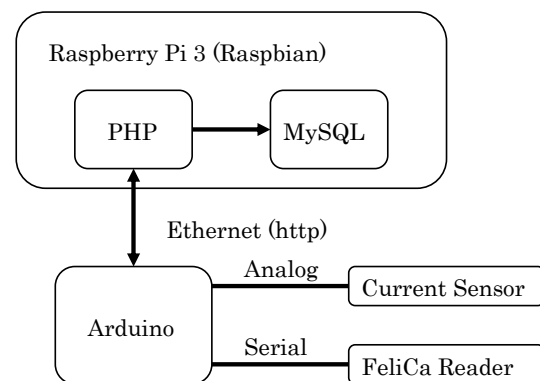 Raspberry Pi 3 (Raspbian)
PHP
MySQL
Ethernet (http)
Analog
Current Sensor
Arduino
Serial
FeliCa Reader